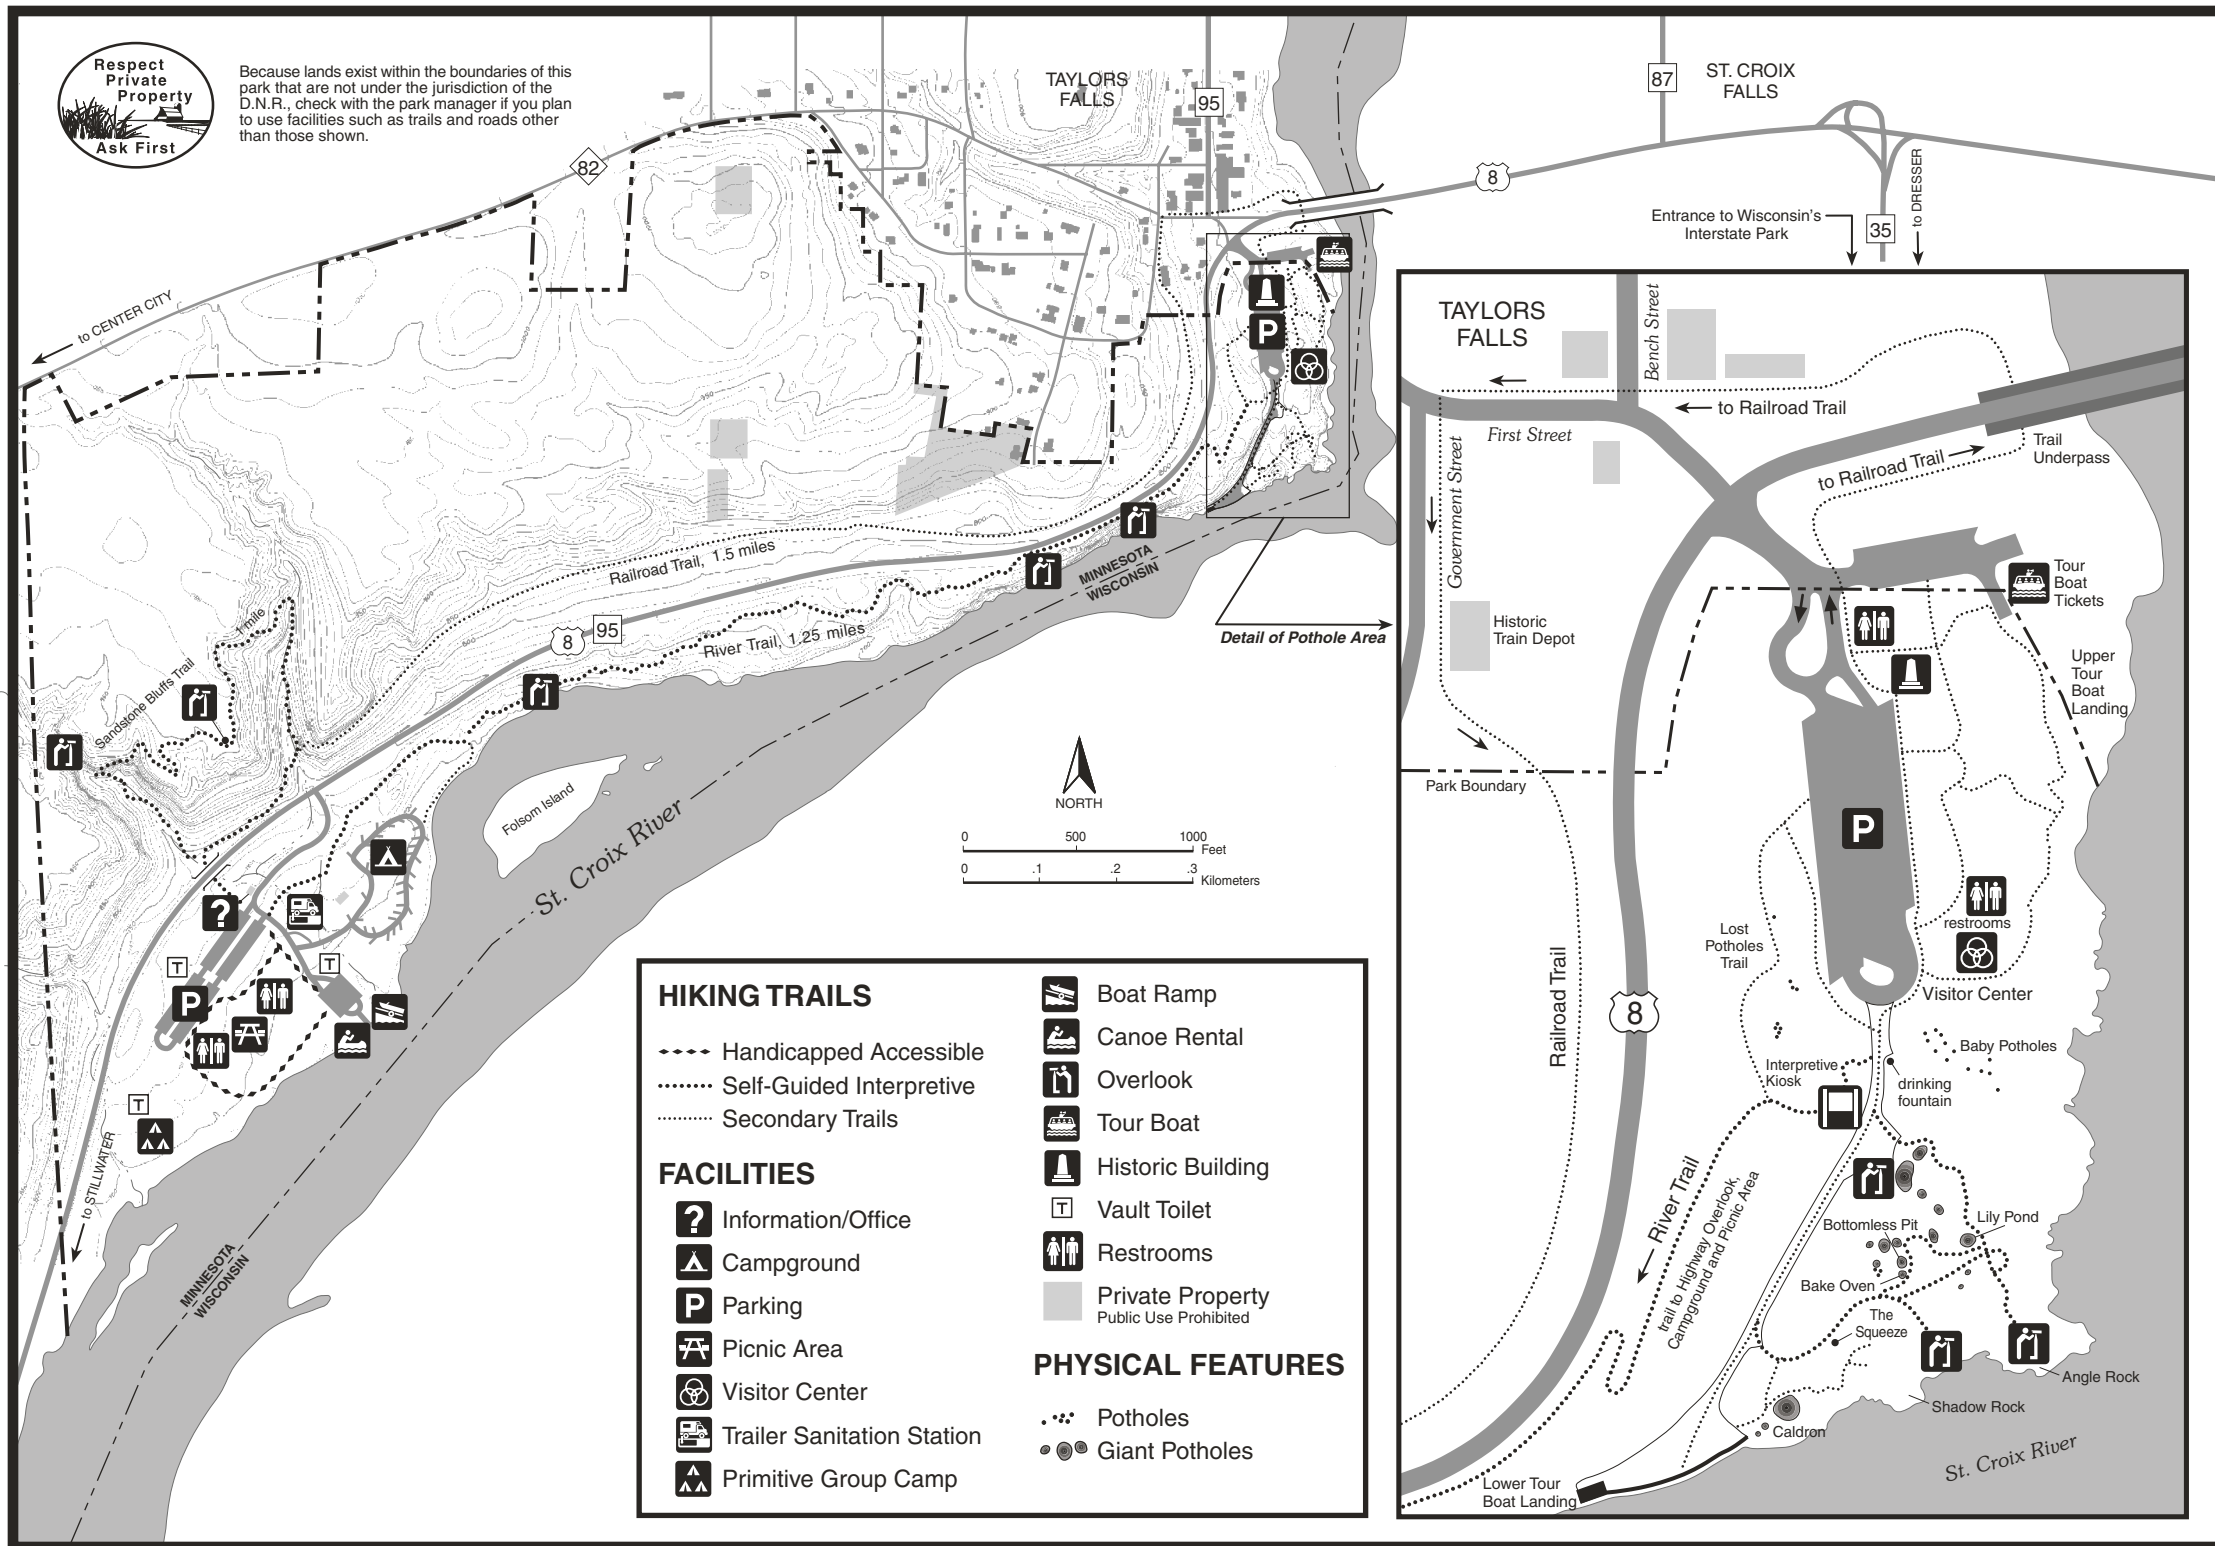 Respect
Private
Property
Ask First
Because lands exist within the boundaries of this
park that are not under the jurisdiction of the
D.N.R., check with the park manager if you plan
to use facilities such as trails and roads other
than those shown.
82
to CENTER CITY
TAYLORS
FALLS
95
87
ST. CROIX
FALLS
8
Entrance to Wisconsin's
Interstate Park
35
to DRESSER
P
Railroad Trail, 1.5 miles
8
95
River Trail, 1.25 miles
MINNESOTA
WISCONSIN
Detail of Pothole Area
1 mile
Sandstone Bluffs Trail
Folsom Island
St. Croix River
NORTH
0
500
1000
Feet
0
.1
.2
.3
Kilometers
?
T
T
P
T
to STILLWATER
MINNESOTA
WISCONSIN
HIKING TRAILS
Handicapped Accessible
Self-Guided Interpretive
Secondary Trails
FACILITIES
? Information/Office
Campground
P Parking
Picnic Area
Visitor Center
Trailer Sanitation Station
Primitive Group Camp
Boat Ramp
Canoe Rental
Overlook
Tour Boat
Historic Building
T Vault Toilet
Restrooms
Private Property
Public Use Prohibited
PHYSICAL FEATURES
Potholes
Giant Potholes
TAYLORS
FALLS
Bench Street
to Railroad Trail
First Street
Government Street
to Railroad Trail
Trail
Underpass
Tour
Boat
Tickets
Historic
Train Depot
Upper
Tour
Boat
Landing
Park Boundary
P
Lost
Potholes
Trail
restrooms
Visitor Center
Railroad Trail
8
Interpretive
Kiosk
Baby Potholes
drinking
fountain
River Trail
trail to Highway Overlook,
Campground and Picnic Area
Bottomless Pit
Lily Pond
Bake Oven
The
Squeeze
Angle Rock
Shadow Rock
Caldron
St. Croix River
Lower Tour
Boat Landing